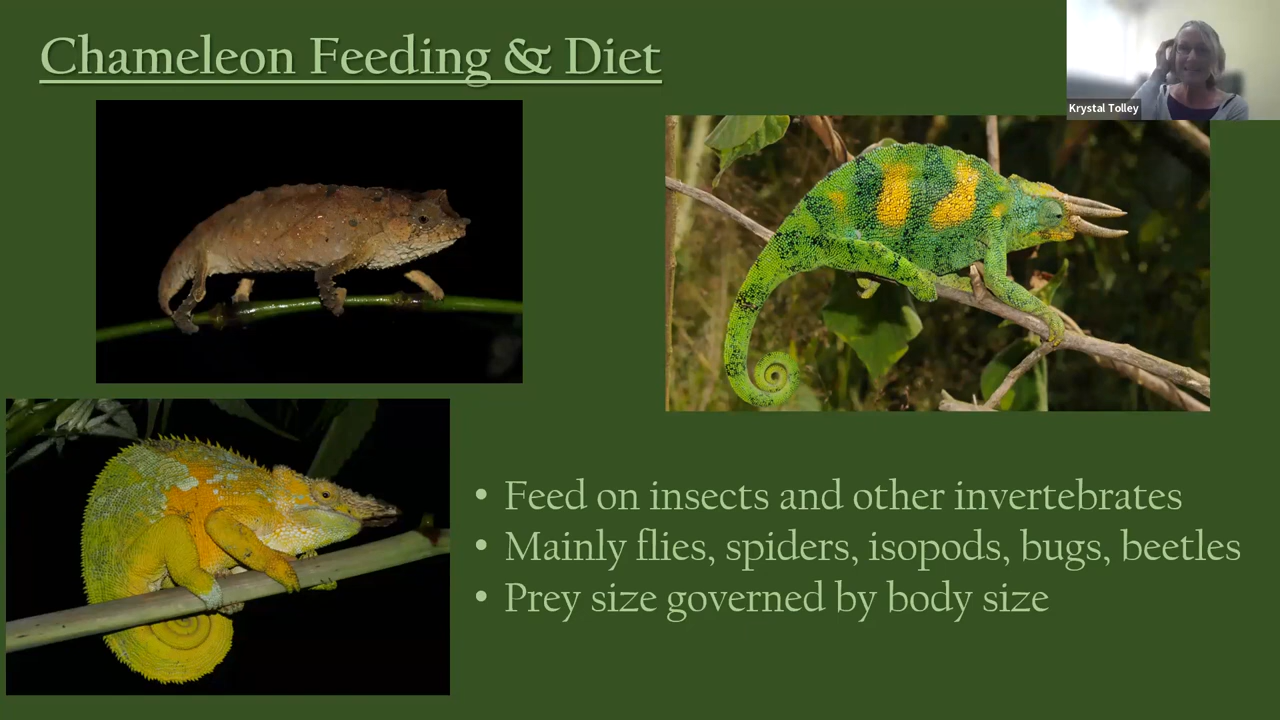 Chameleon Feeding & Diet
Krystal Tolley
• Feed on insects and other invertebrates
• Mainly flies, spiders, isopods, bugs, beetles
• Prey size governed by body size